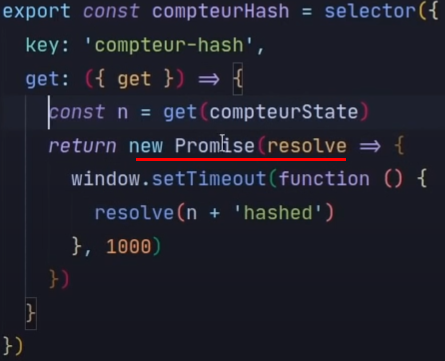 export const compteurHash = selector({
key: 'compteur-hash',
get: ({ get }) => {
const n = get(compteurState)
return new Promise(resolve => {
window.setTimeout(function () {
resolve(n + 'hashed')
}, 1000)
})
}
})